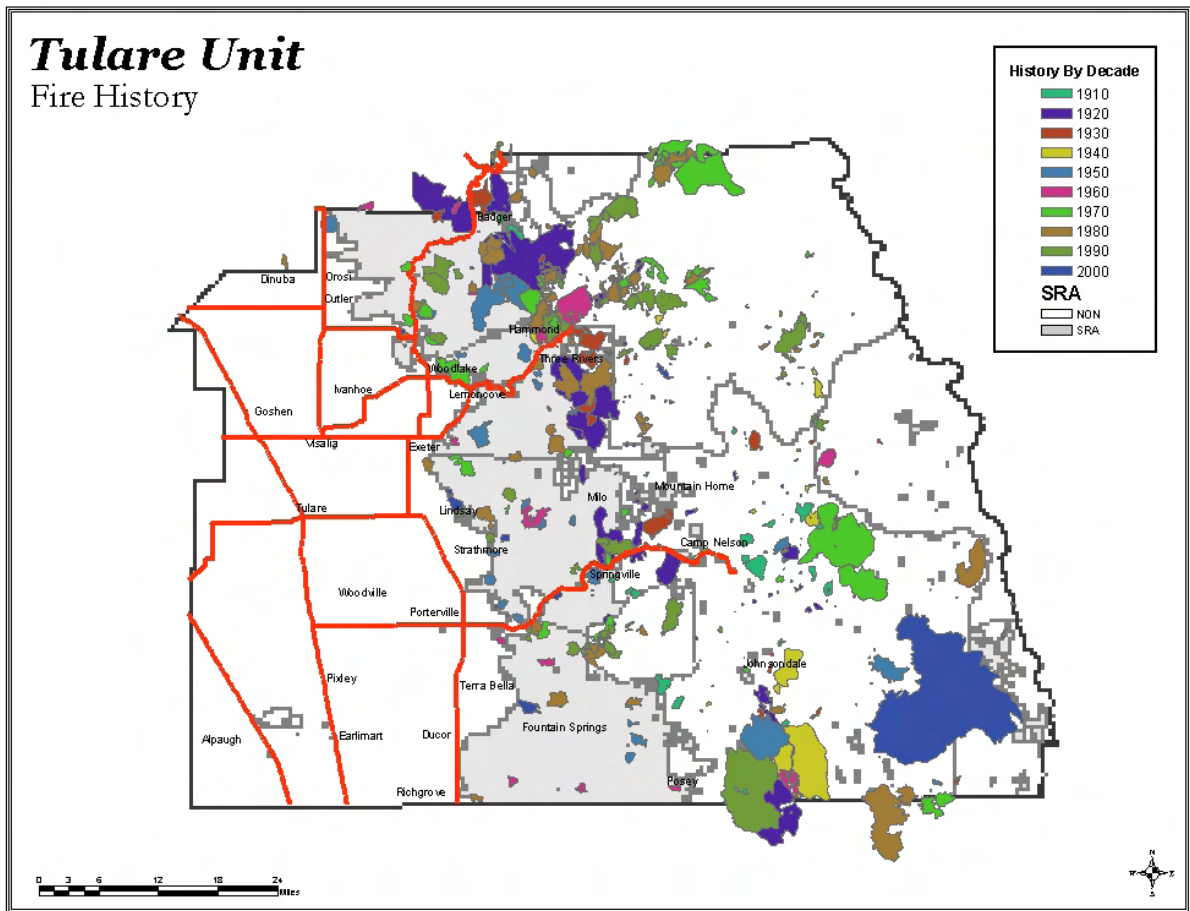 Tulare Unit
Fire History
History By Decade
1910
1920
1930
1940
1950
1960
1970
1980
1990
2000
SRA
NON
SRA
Badger
Dinuba
Orosi
Cutler
Hammond
Three Rivers
Woodlake
Ivanhoe
Lemoncove
Goshen
Visalia
Exeter
Mountain Home
Milo
Tulare
Lindsay
Camp Nelson
Strathmore
Springville
Woodville
Porterville
Johnsondale
Pixley
Terra Bella
Fountain Springs
Alpaugh
Earlimart
Ducor
Posey
Richgrove
0 3 6 12 18 24
Miles
N
W E
S